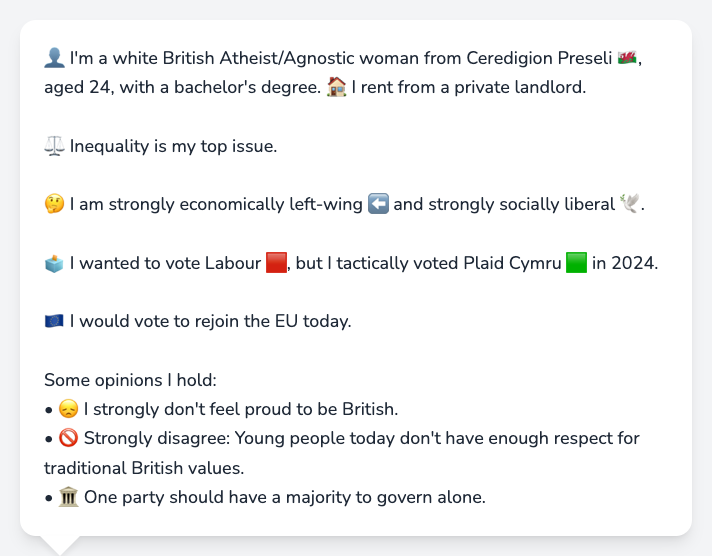 👤 I'm a white British Atheist/Agnostic woman from Ceredigion Preseli 🏴󠁧󠁢󠁷󠁬󠁳󠁿,
aged 24, with a bachelor's degree. 🏠 I rent from a private landlord.
⚖️ Inequality is my top issue.
🤔 I am strongly economically left-wing ⬅️ and strongly socially liberal 🕊️.
🗳️ I wanted to vote Labour 🟥, but I tactically voted Plaid Cymru 🟩 in 2024.
🇪🇺 I would vote to rejoin the EU today.
Some opinions I hold:
• 😞 I strongly don't feel proud to be British.
• 🚫 Strongly disagree: Young people today don't have enough respect for
traditional British values.
• 🏛️ One party should have a majority to govern alone.